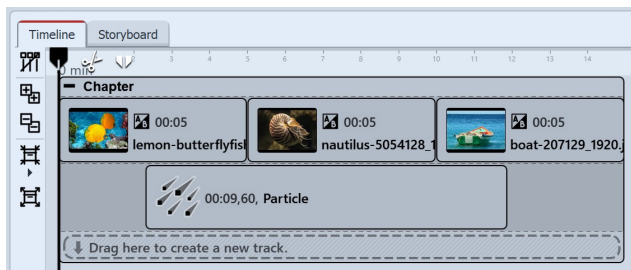 Timeline Storyboard
0 min 3 4 5 6 7 8 9 10 11 12 13 14
Chapter
00:05 00:05 00:05
lemon-butterflyfisl nautilus-5054128_1 boat-207129_1920.j
00:09,60, Particle
Drag here to create a new track.